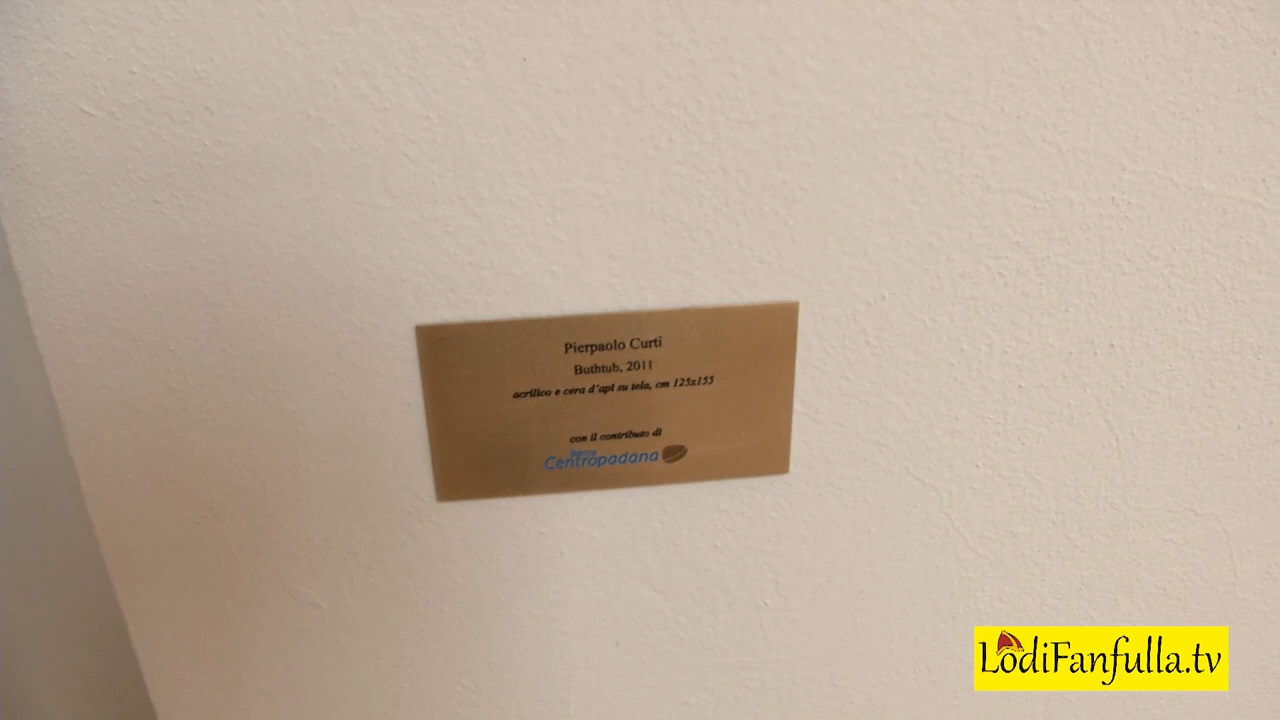 Pierpaolo Curti
Buthtub, 2011
acrilico e cera d'api su tela, cm 125x155
con il contributo di
Banca
Centropadana
LodiFanfulla.tv